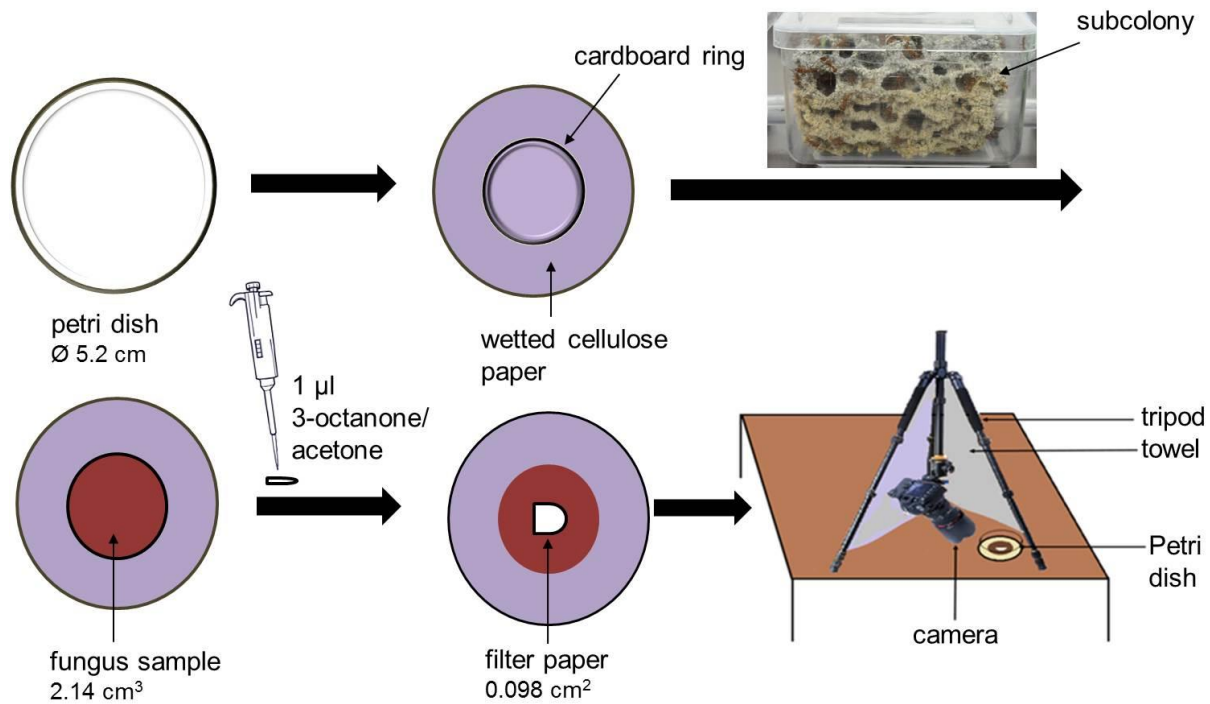 subcolony
cardboard ring
petri dish
Ø 5.2 cm
wetted cellulose
paper
1 µl
3-octanone/
acetone
tripod
towel
Petri
dish
camera
fungus sample
2.14 cm³
filter paper
0.098 cm²